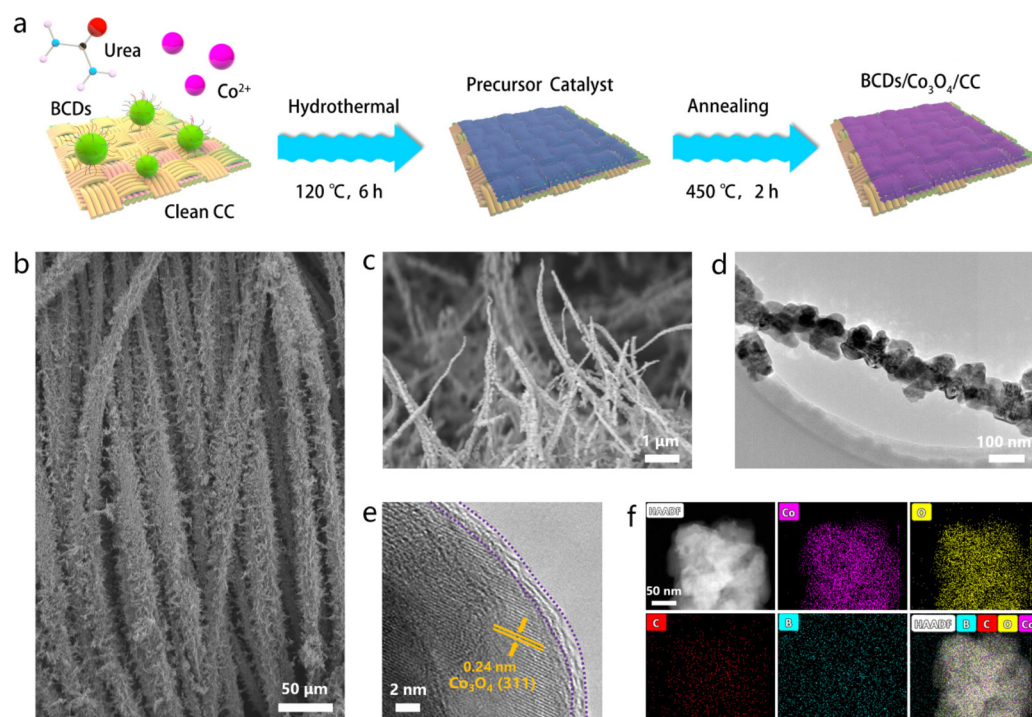 a
Urea
Co²⁺
BCDs
Clean CC
Hydrothermal
120 ℃, 6 h
Precursor Catalyst
Annealing
450 ℃, 2 h
BCDs/Co₃O₄/CC
b
50 μm
c
1 μm
d
100 nm
e
0.24 nm
Co₃O₄ (311)
2 nm
f
HAADF
50 nm
Co
O
C
B
HAADF B C O Co